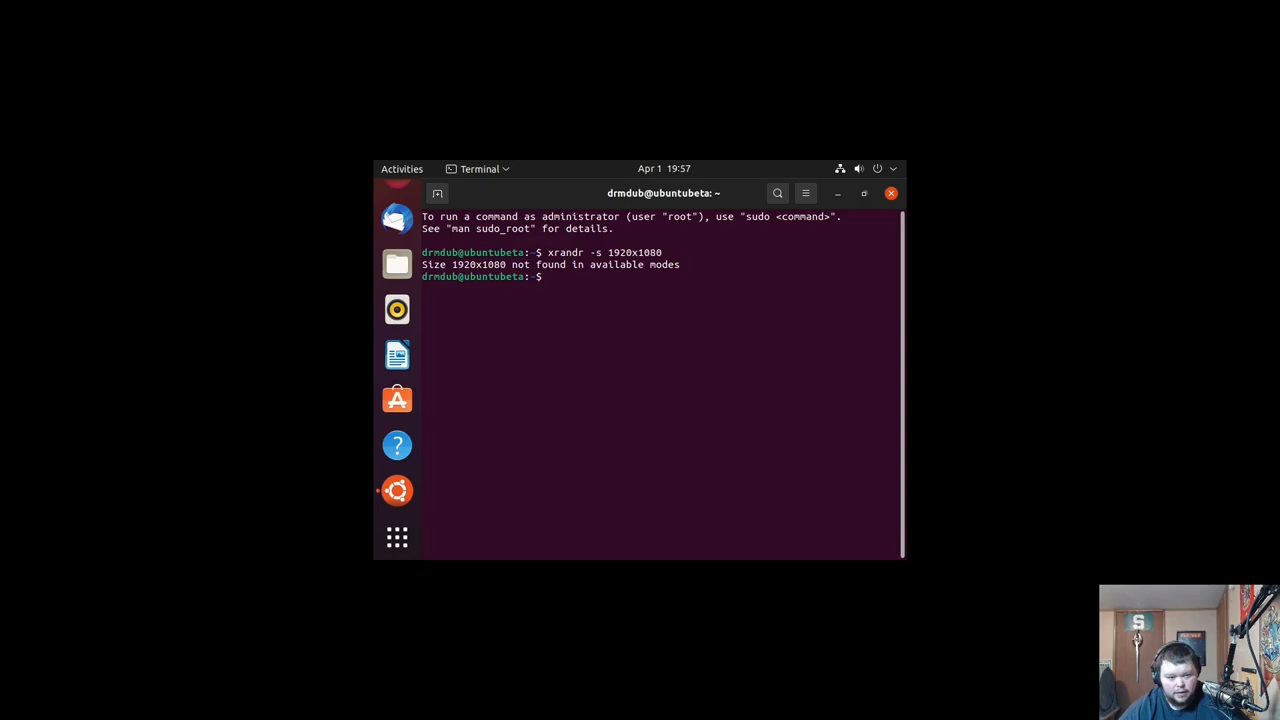 Activities
Terminal
Apr 1 19:57
drmdub@ubuntubeta: ~
To run a command as administrator (user "root"), use "sudo <command>".
See "man sudo_root" for details.
drmdub@ubuntubeta:~$ xrandr -s 1920x1080
Size 1920x1080 not found in available modes
drmdub@ubuntubeta:~$
S